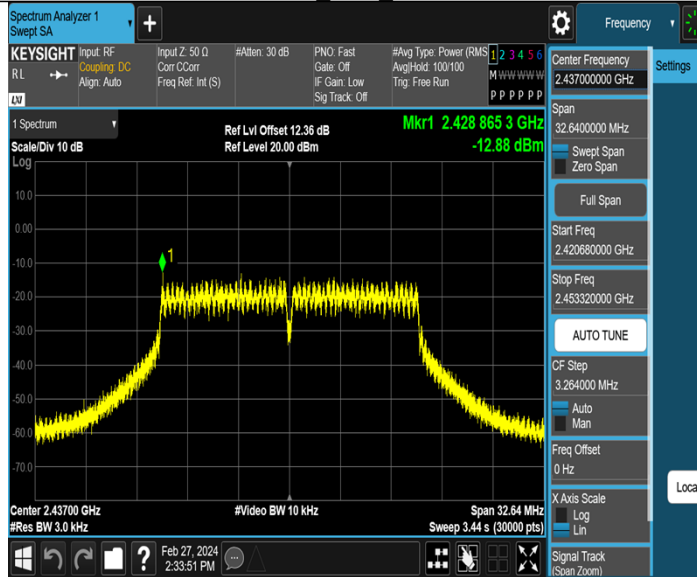 Spectrum Analyzer 1
Swept SA
+
Frequency
KEYSIGHT
RL
LXI
Input: RF
Coupling: DC
Align: Auto
Input Z: 50 Ω
Corr CCorr
Freq Ref: Int (S)
#Atten: 30 dB
PNO: Fast
Gate: Off
IF Gain: Low
Sig Track: Off
#Avg Type: Power (RMS
Avg|Hold: 100/100
Trig: Free Run
1 2 3 4 5 6
M W W W W W
P P P P P P
Center Frequency
2.437000000 GHz
Settings
Span
32.6400000 MHz
Swept Span
Zero Span
Full Span
Start Freq
2.420680000 GHz
Stop Freq
2.453320000 GHz
AUTO TUNE
CF Step
3.264000 MHz
Auto
Man
Freq Offset
0 Hz
X Axis Scale
Log
Lin
Signal Track
(Span Zoom)
Loca
1 Spectrum
Scale/Div 10 dB
Log
Ref Lvl Offset 12.36 dB
Ref Level 20.00 dBm
Mkr1 2.428 865 3 GHz
-12.88 dBm
10.0
0.00
-10.0
1
-20.0
-30.0
-40.0
-50.0
-60.0
-70.0
Center 2.43700 GHz
#Video BW 10 kHz
Span 32.64 MHz
#Res BW 3.0 kHz
Sweep 3.44 s (30000 pts)
?
Feb 27, 2024
2:33:51 PM